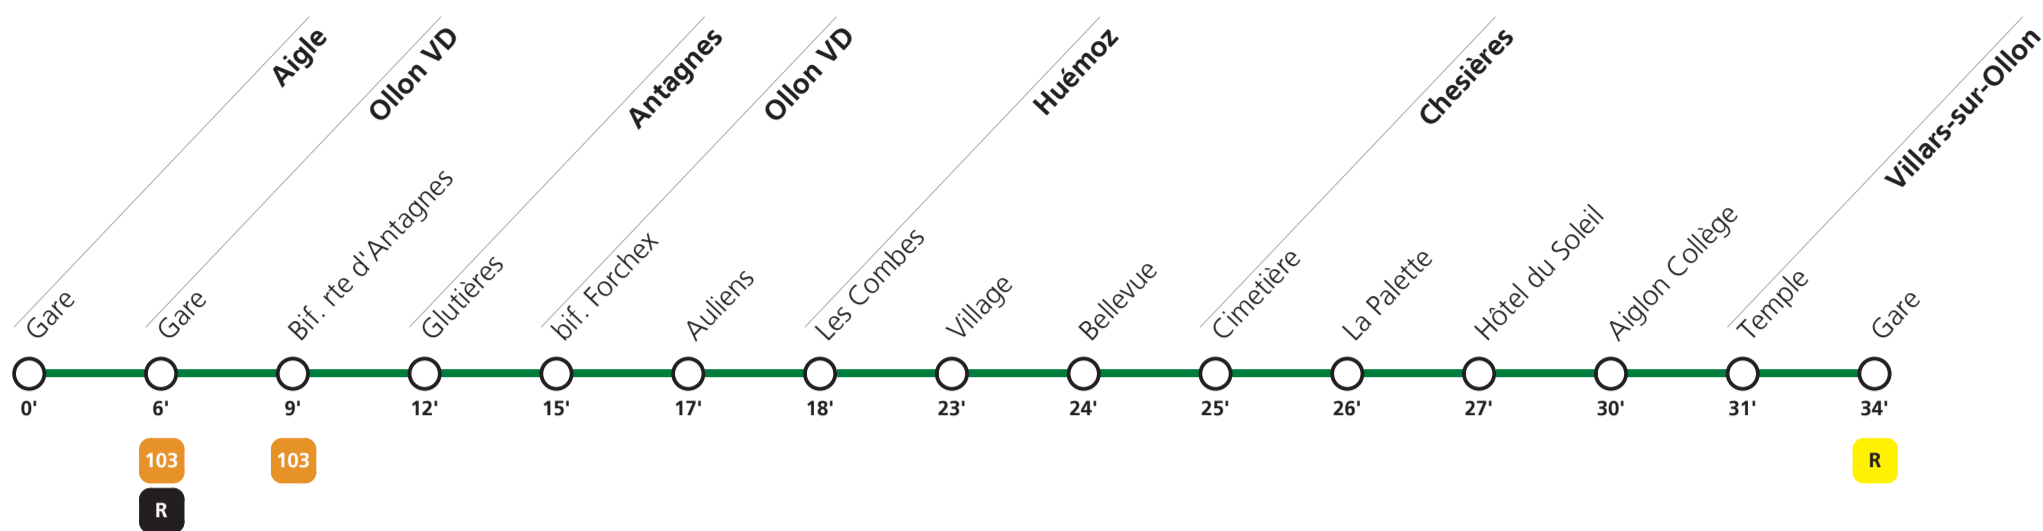 Aigle
Ollon VD
Antagnes
Ollon VD
Huémoz
Chesières
Villars-sur-Ollon
Gare
Gare
Bif. rte d'Antagnes
Glutières
bif. Forchex
Auliens
Les Combes
Village
Bellevue
Cimetière
La Palette
Hôtel du Soleil
Aiglon Collège
Temple
Gare
0' 6' 9' 12' 15' 17' 18' 23' 24' 25' 26' 27' 30' 31' 34'
103 103 R
R